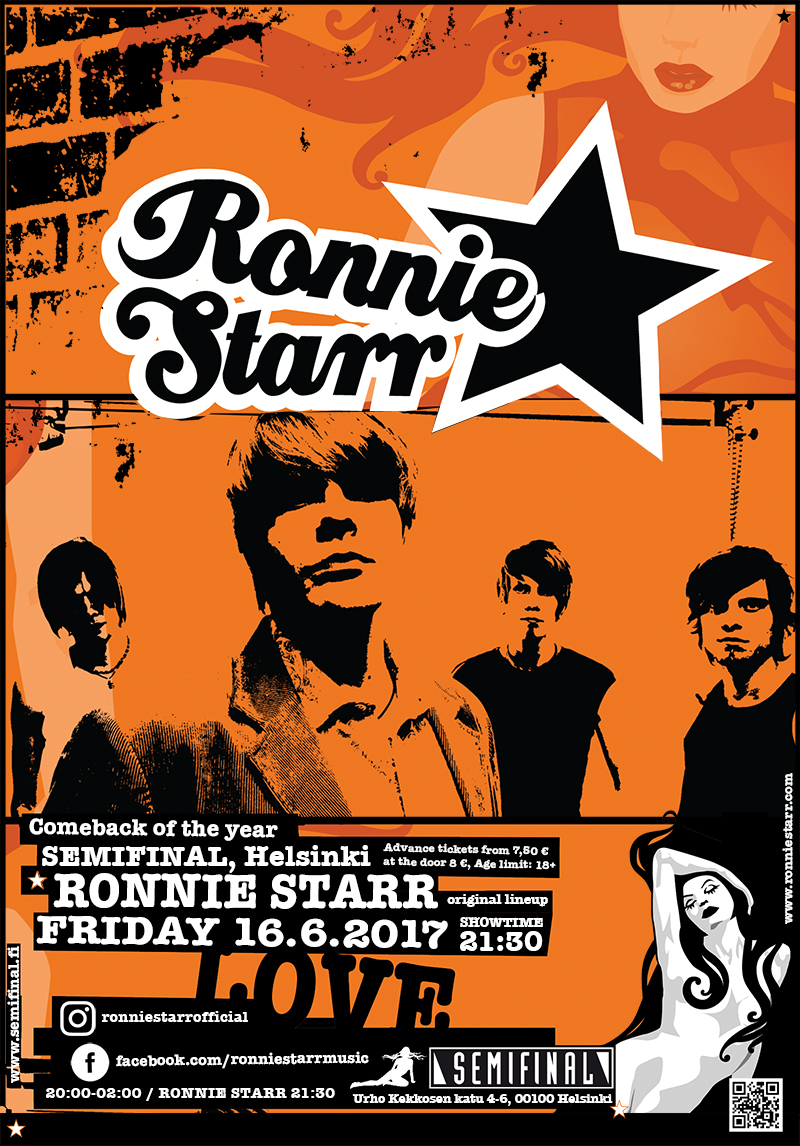 Ronnie
Starr
Comeback of the year
SEMIFINAL, Helsinki
Advance tickets from 7,50 €
at the door 8 €, Age limit: 18+
RONNIE STARR
original lineup
FRIDAY 16.6.2017
SHOWTIME
21:30
LOVE
ronniestarrofficial
facebook.com/ronniestarrmusic
20:00-02:00 / RONNIE STARR 21:30
SEMIFINAL
Urho Kekkosen katu 4-6, 00100 Helsinki
www.semifinal.fi
www.ronniestarr.com